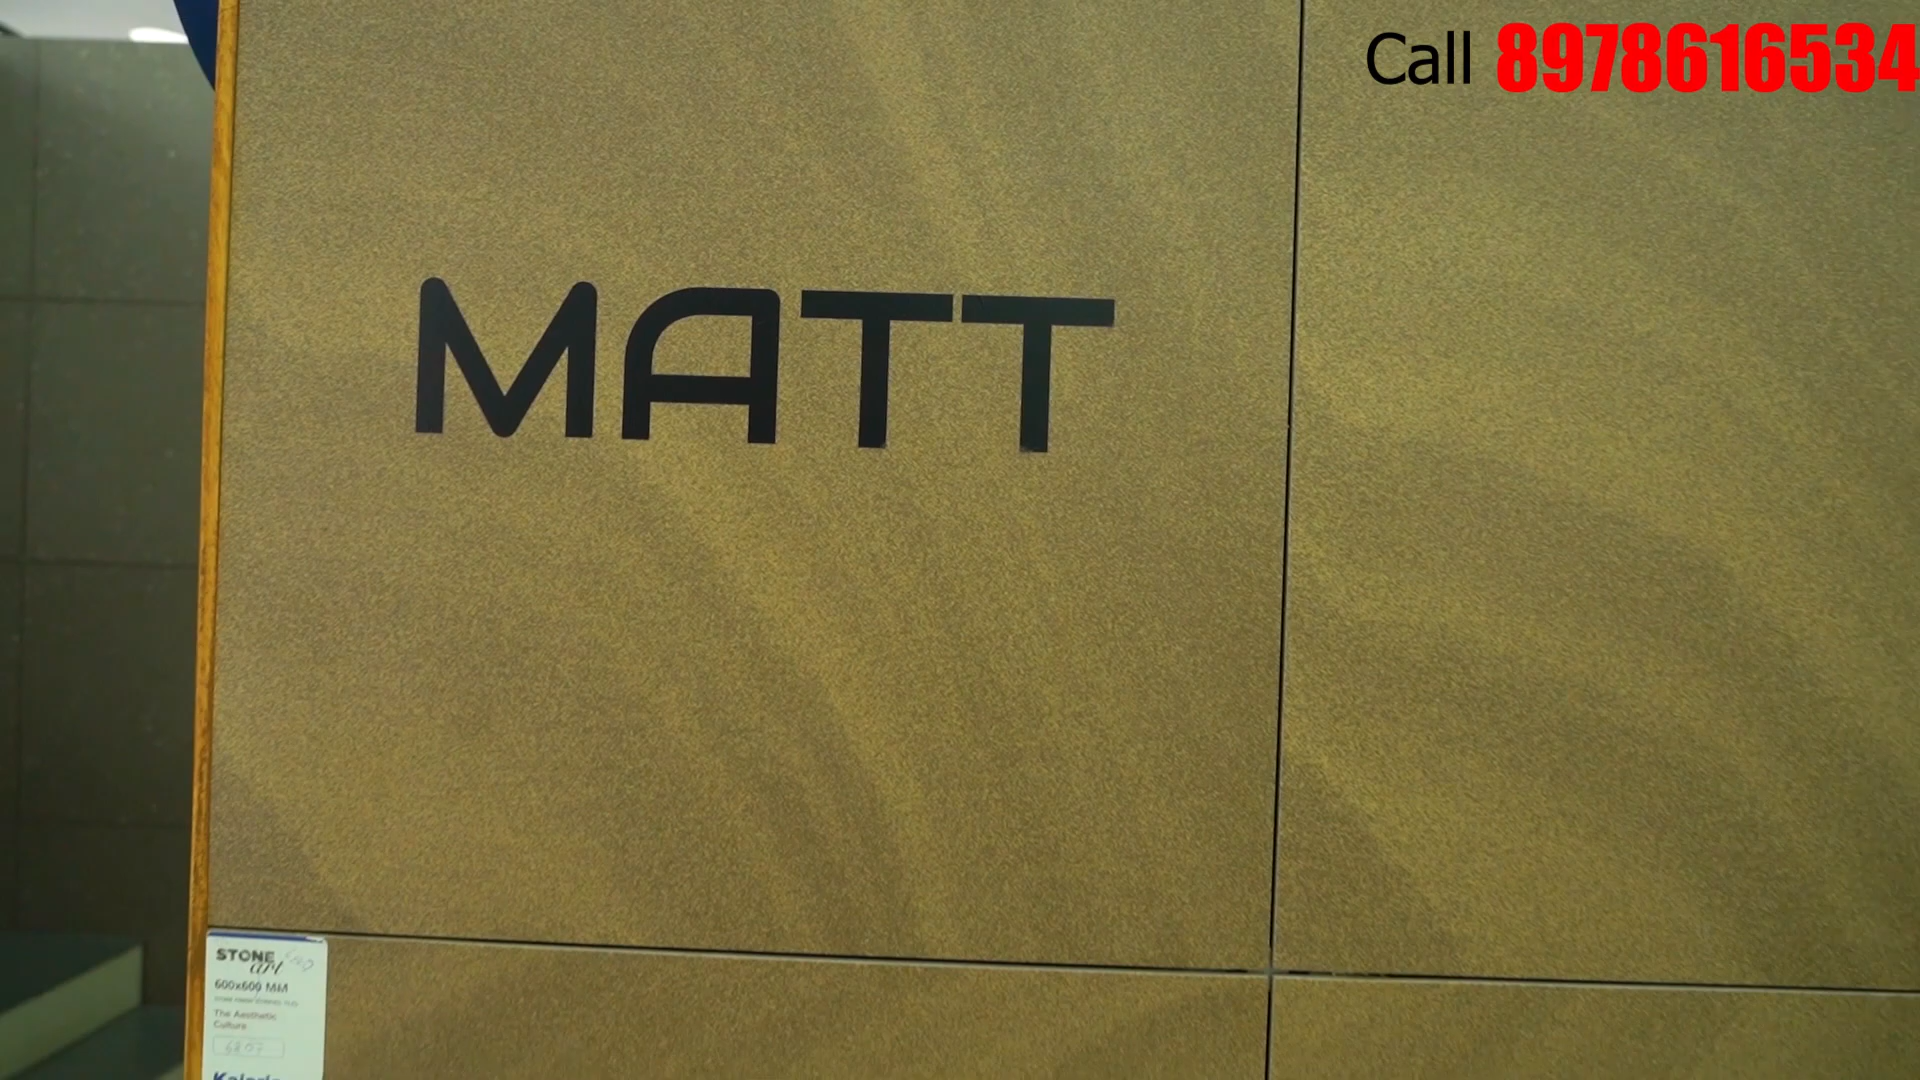 Call 8978616534
MATT
STONE
art
600x600 MM
The Aesthetic
Culture